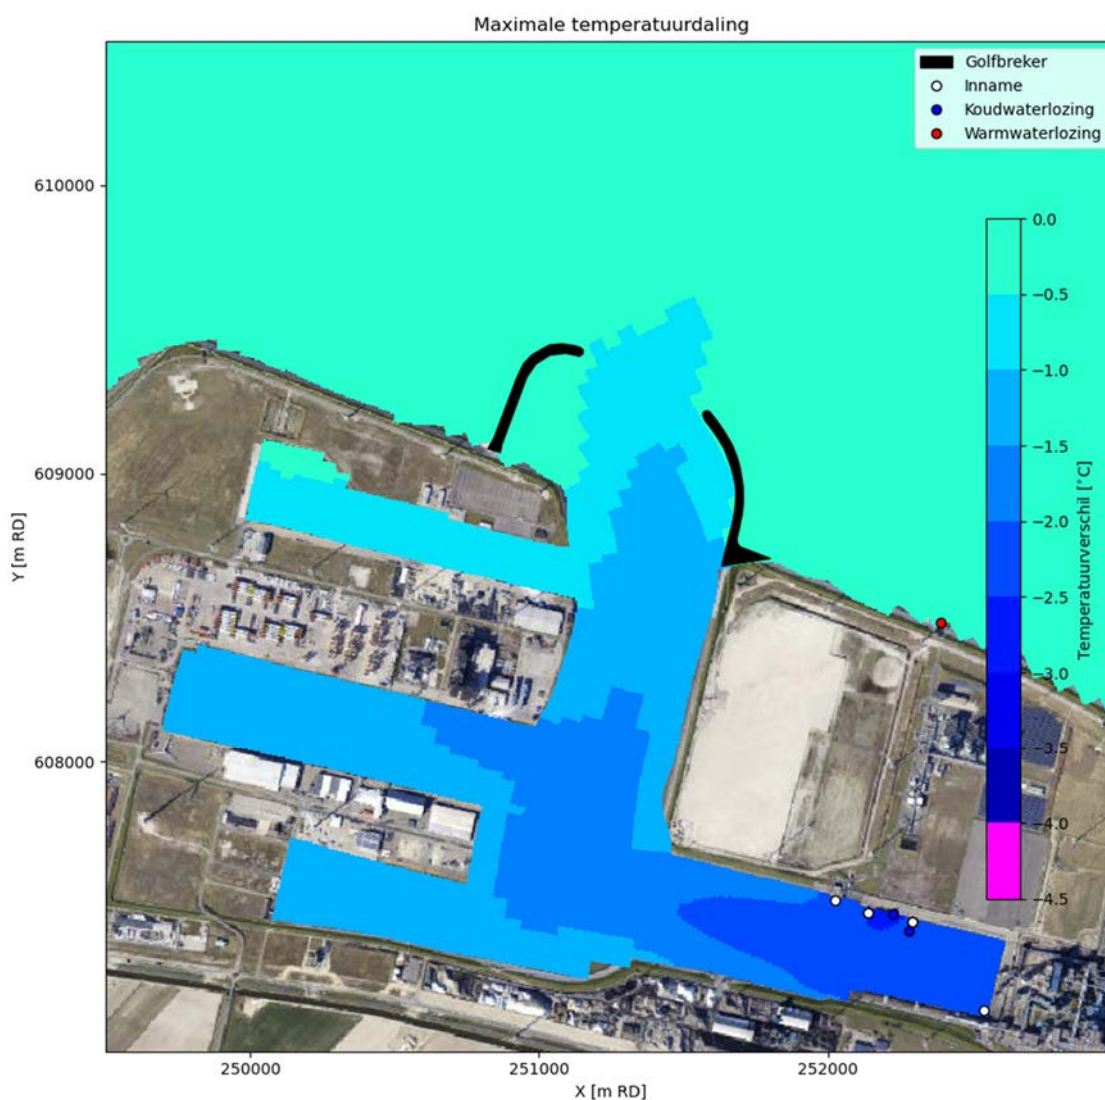 Maximale temperatuurdaling
Golfbreker
Inname
Koudwaterlozing
Warmwaterlozing
610000
609000
608000
Y [m RD]
0.0
−0.5
−1.0
−1.5
−2.0
−2.5
−3.0
−3.5
−4.0
−4.5
Temperatuurverschil [°C]
250000
251000
252000
X [m RD]